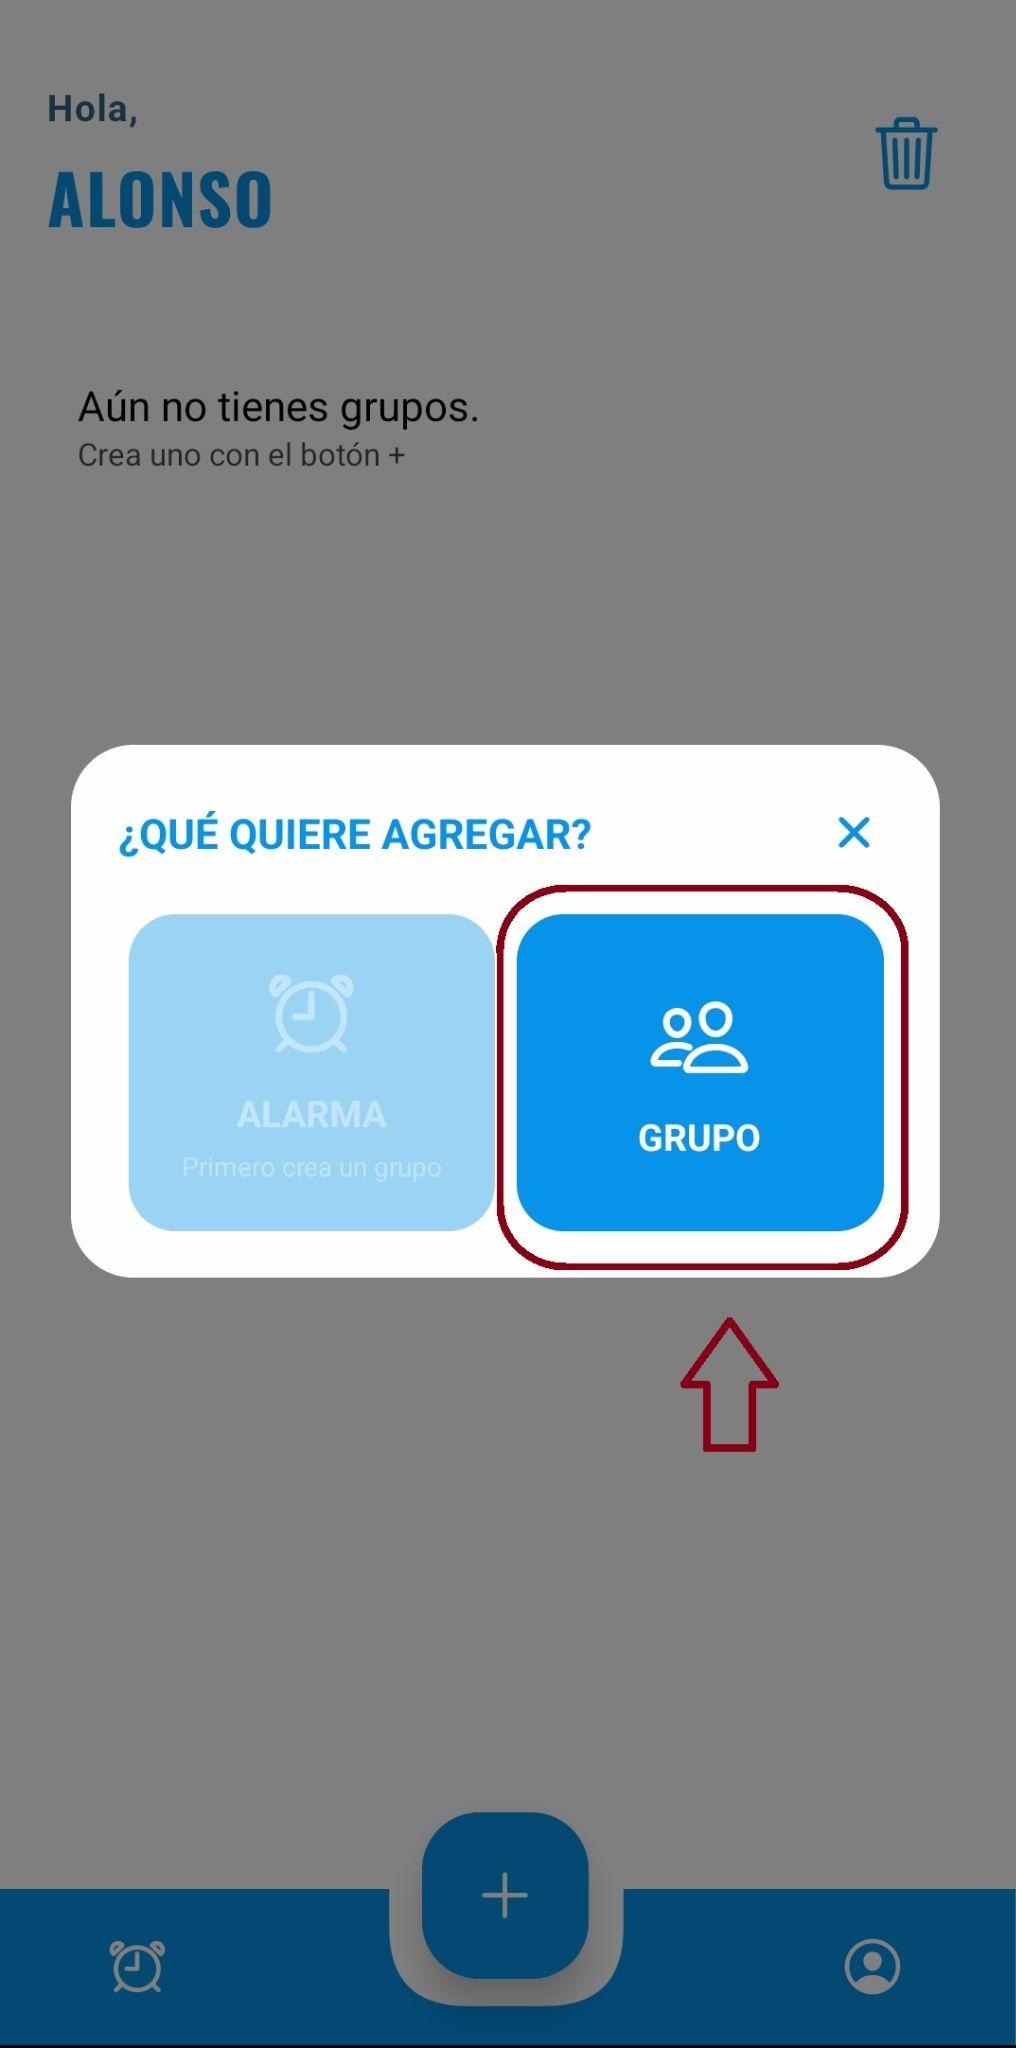 Hola,
ALONSO
Aún no tienes grupos.
Crea uno con el botón +
¿QUÉ QUIERE AGREGAR?
ALARMA
Primero crea un grupo
GRUPO